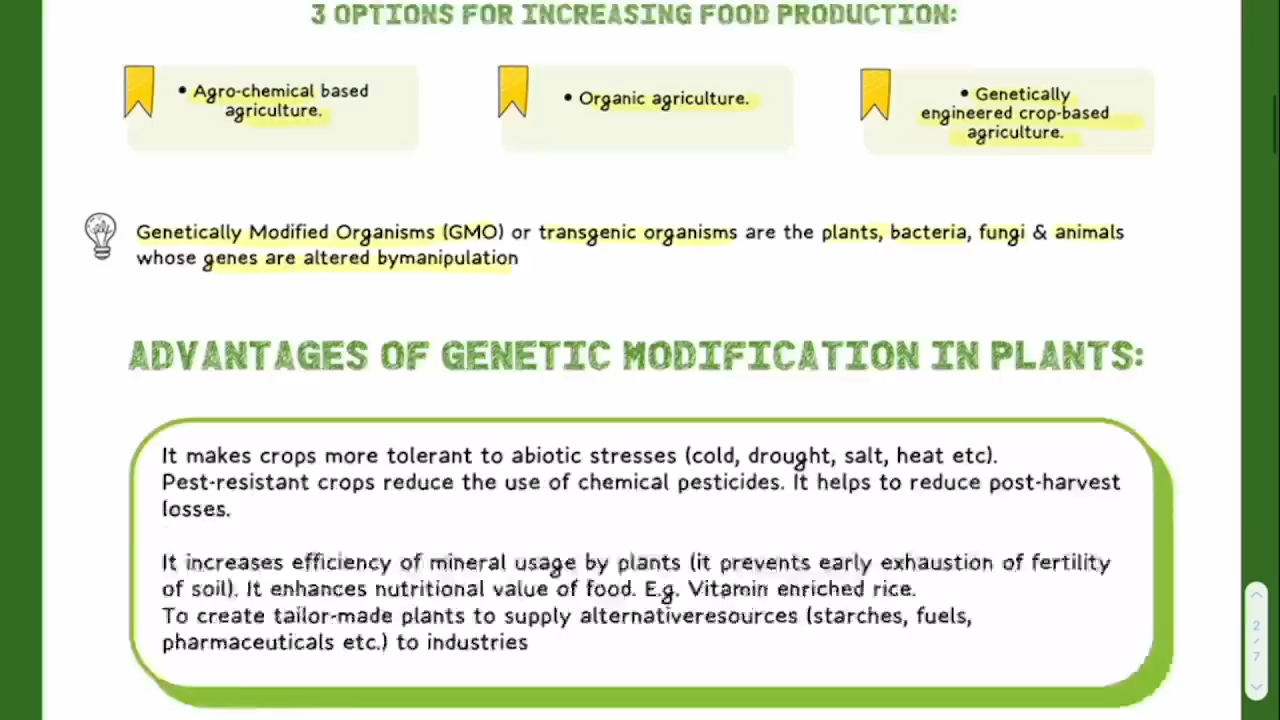 3 OPTIONS FOR INCREASING FOOD PRODUCTION:
• Agro-chemical based
agriculture.
• Organic agriculture.
• Genetically
engineered crop-based
agriculture.
Genetically Modified Organisms (GMO) or transgenic organisms are the plants, bacteria, fungi & animals
whose genes are altered bymanipulation
ADVANTAGES OF GENETIC MODIFICATION IN PLANTS:
It makes crops more tolerant to abiotic stresses (cold, drought, salt, heat etc).
Pest-resistant crops reduce the use of chemical pesticides. It helps to reduce post-harvest
losses.
It increases efficiency of mineral usage by plants (it prevents early exhaustion of fertility
of soil). It enhances nutritional value of food. E.g. Vitamin enriched rice.
To create tailor-made plants to supply alternativeresources (starches, fuels,
pharmaceuticals etc.) to industries
2
/
7